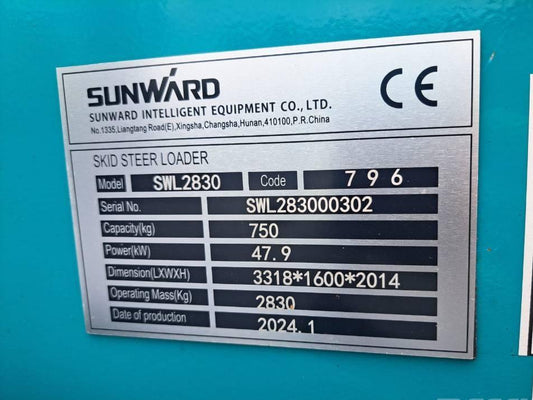 SUNWARD
SUNWARD INTELLIGENT EQUIPMENT CO., LTD.
No.1335,Liangtang Road(E),Xingsha,Changsha,Hunan,410100,P.R.China
CE
SKID STEER LOADER
Model SWL2830 Code 796
Serial No. SWL283000302
Capacity(kg) 750
Power(kW) 47.9
Dimension(LXWXH) 3318*1600*2014
Operating Mass(Kg) 2830
Date of production 2024.1